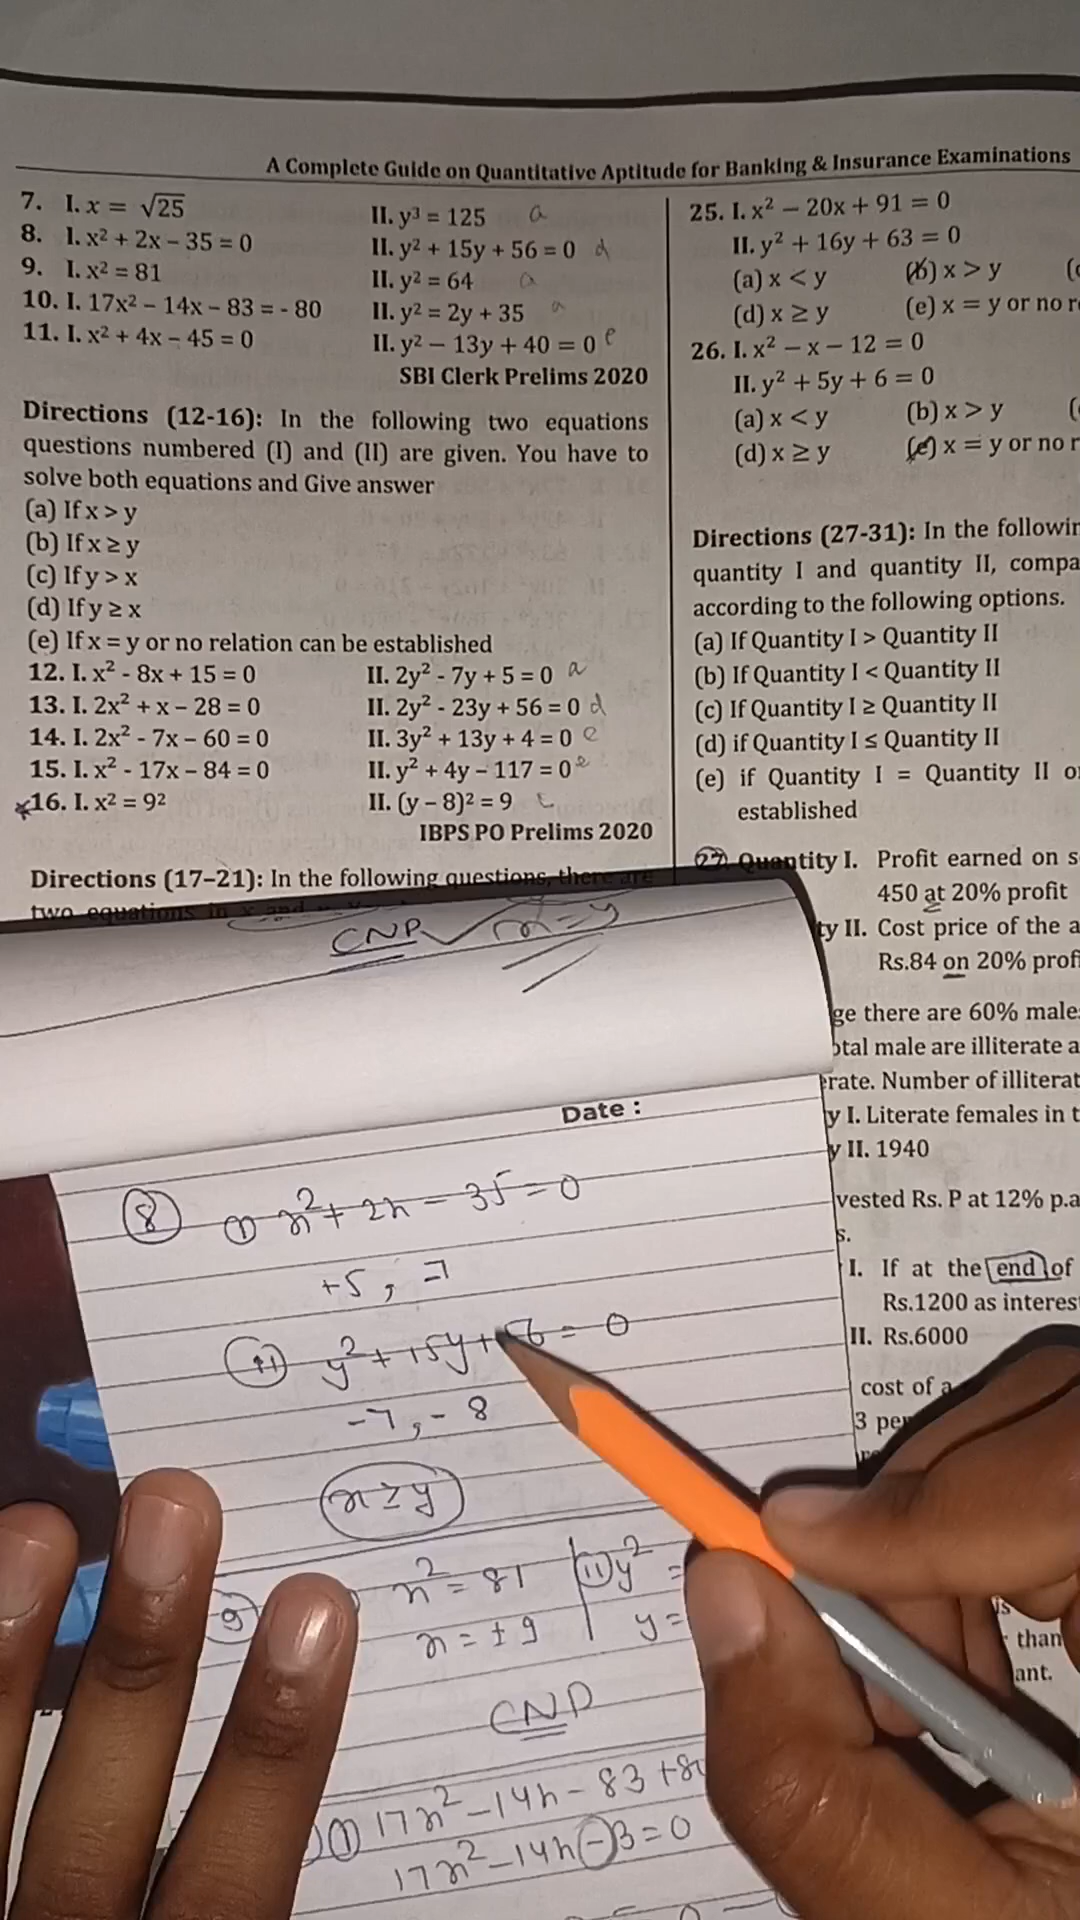 A Complete Guide on Quantitative Aptitude for Banking & Insurance Examinations
7. I. x = √25 II. y³ = 125 a
8. I. x² + 2x – 35 = 0 II. y² + 15y + 56 = 0 d
9. I. x² = 81 II. y² = 64 a
10. I. 17x² – 14x – 83 = - 80 II. y² = 2y + 35 a
11. I. x² + 4x – 45 = 0 II. y² – 13y + 40 = 0 e
SBI Clerk Prelims 2020
Directions (12-16): In the following two equations
questions numbered (I) and (II) are given. You have to
solve both equations and Give answer
(a) If x > y
(b) If x ≥ y
(c) If y > x
(d) If y ≥ x
(e) If x = y or no relation can be established
12. I. x² - 8x + 15 = 0 II. 2y² - 7y + 5 = 0 a
13. I. 2x² + x – 28 = 0 II. 2y² - 23y + 56 = 0 d
14. I. 2x² - 7x – 60 = 0 II. 3y² + 13y + 4 = 0 e
15. I. x² - 17x – 84 = 0 II. y² + 4y – 117 = 0 e
16. I. x² = 9² II. (y – 8)² = 9
IBPS PO Prelims 2020
Directions (17–21): In the following questions, there are
two equations in x and
25. I. x² – 20x + 91 = 0
II. y² + 16y + 63 = 0
(a) x < y (b) x > y (c
(d) x ≥ y (e) x = y or no r
26. I. x² – x – 12 = 0
II. y² + 5y + 6 = 0
(a) x < y (b) x > y (
(d) x ≥ y (e) x = y or no r
Directions (27-31): In the followin
quantity I and quantity II, compa
according to the following options.
(a) If Quantity I > Quantity II
(b) If Quantity I < Quantity II
(c) If Quantity I ≥ Quantity II
(d) if Quantity I ≤ Quantity II
(e) if Quantity I = Quantity II o
established
27. Quantity I. Profit earned on s
450 at 20% profit
ty II. Cost price of the a
Rs.84 on 20% profi
ge there are 60% male
otal male are illiterate a
erate. Number of illiterat
y I. Literate females in t
y II. 1940
vested Rs. P at 12% p.a
s.
I. If at the end of
Rs.1200 as interes
II. Rs.6000
cost of a
3 per
than
ant.
CNP x = y
Date :
8 I x² + 2x – 35 = 0
+5, -7
II y² + 15y + 56 = 0
-7, -8
x ≥ y
9 x² = 81 II y² =
x = ±9 y =
CND
I 17x² – 14x – 83 + 80
17x² – 14x – 3 = 0